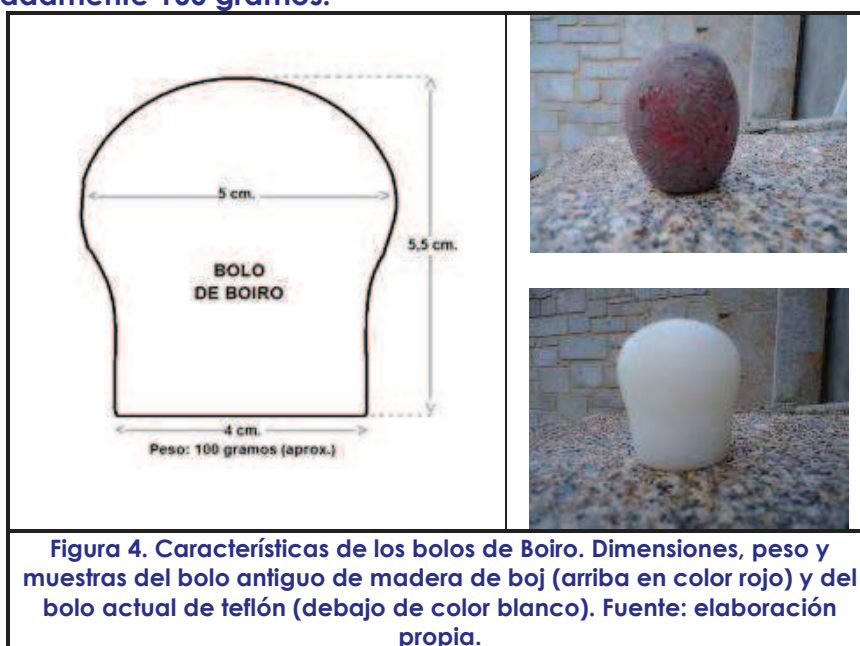 100 gramos.
5 cm.
5,5 cm.
BOLO
DE BOIRO
4 cm.
Peso: 100 gramos (aprox.)
Figura 4. Características de los bolos de Boiro. Dimensiones, peso y
muestras del bolo antiguo de madera de boj (arriba en color rojo) y del
bolo actual de teflón (debajo de color blanco). Fuente: elaboración
propia.